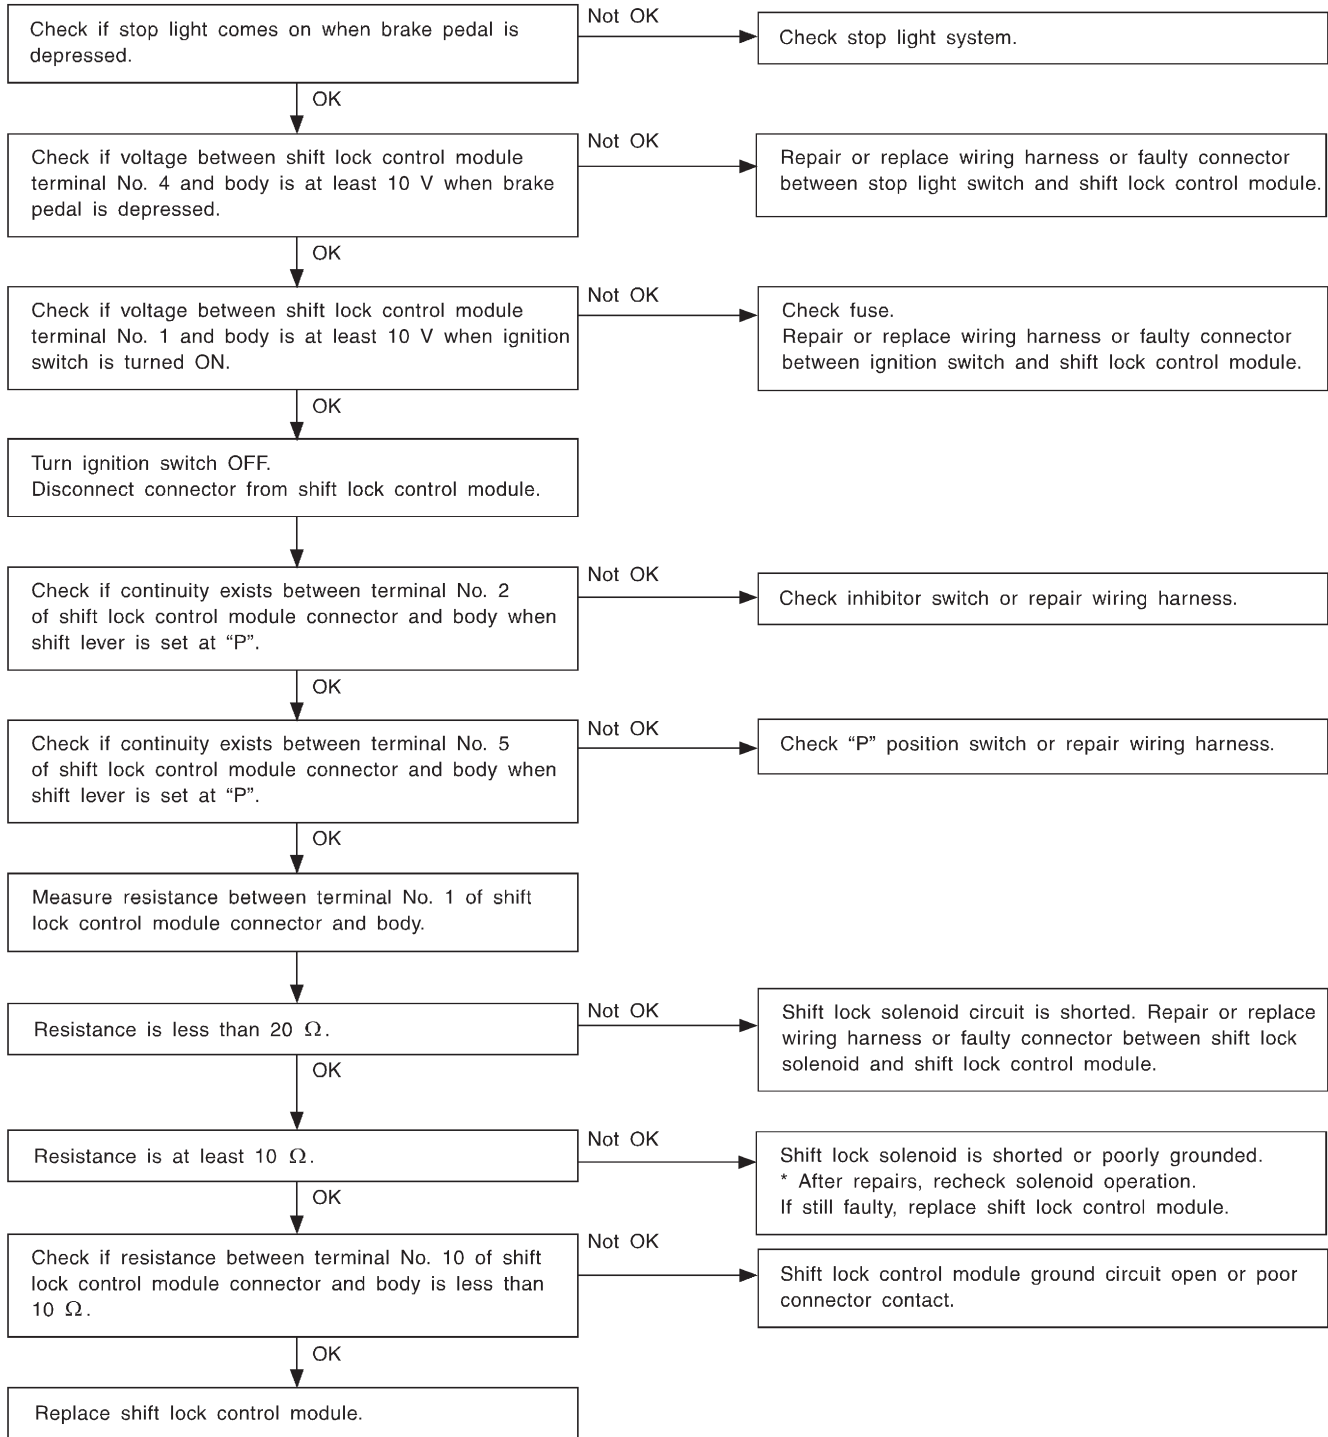 Check if stop light comes on when brake pedal is
depressed.
Not OK
Check stop light system.
OK
Check if voltage between shift lock control module
terminal No. 4 and body is at least 10 V when brake
pedal is depressed.
Not OK
Repair or replace wiring harness or faulty connector
between stop light switch and shift lock control module.
OK
Check if voltage between shift lock control module
terminal No. 1 and body is at least 10 V when ignition
switch is turned ON.
Not OK
Check fuse.
Repair or replace wiring harness or faulty connector
between ignition switch and shift lock control module.
OK
Turn ignition switch OFF.
Disconnect connector from shift lock control module.
Check if continuity exists between terminal No. 2
of shift lock control module connector and body when
shift lever is set at “P”.
Not OK
Check inhibitor switch or repair wiring harness.
OK
Check if continuity exists between terminal No. 5
of shift lock control module connector and body when
shift lever is set at “P”.
Not OK
Check “P” position switch or repair wiring harness.
OK
Measure resistance between terminal No. 1 of shift
lock control module connector and body.
Resistance is less than 20 Ω.
Not OK
Shift lock solenoid circuit is shorted. Repair or replace
wiring harness or faulty connector between shift lock
solenoid and shift lock control module.
OK
Resistance is at least 10 Ω.
Not OK
Shift lock solenoid is shorted or poorly grounded.
* After repairs, recheck solenoid operation.
If still faulty, replace shift lock control module.
OK
Check if resistance between terminal No. 10 of shift
lock control module connector and body is less than
10 Ω.
Not OK
Shift lock control module ground circuit open or poor
connector contact.
OK
Replace shift lock control module.